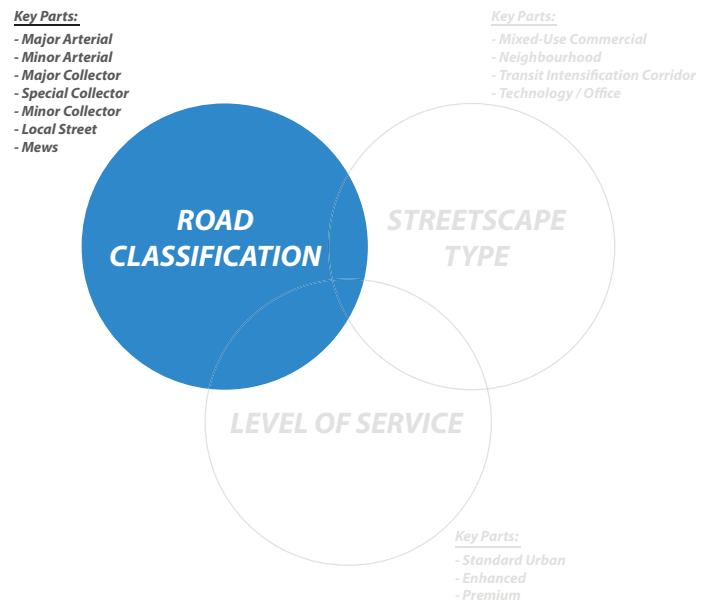 Key Parts:
- Major Arterial
- Minor Arterial
- Major Collector
- Special Collector
- Minor Collector
- Local Street
- Mews
Key Parts:
- Mixed-Use Commercial
- Neighbourhood
- Transit Intensification Corridor
- Technology / Office
ROAD
CLASSIFICATION
STREETSCAPE
TYPE
LEVEL OF SERVICE
Key Parts:
- Standard Urban
- Enhanced
- Premium